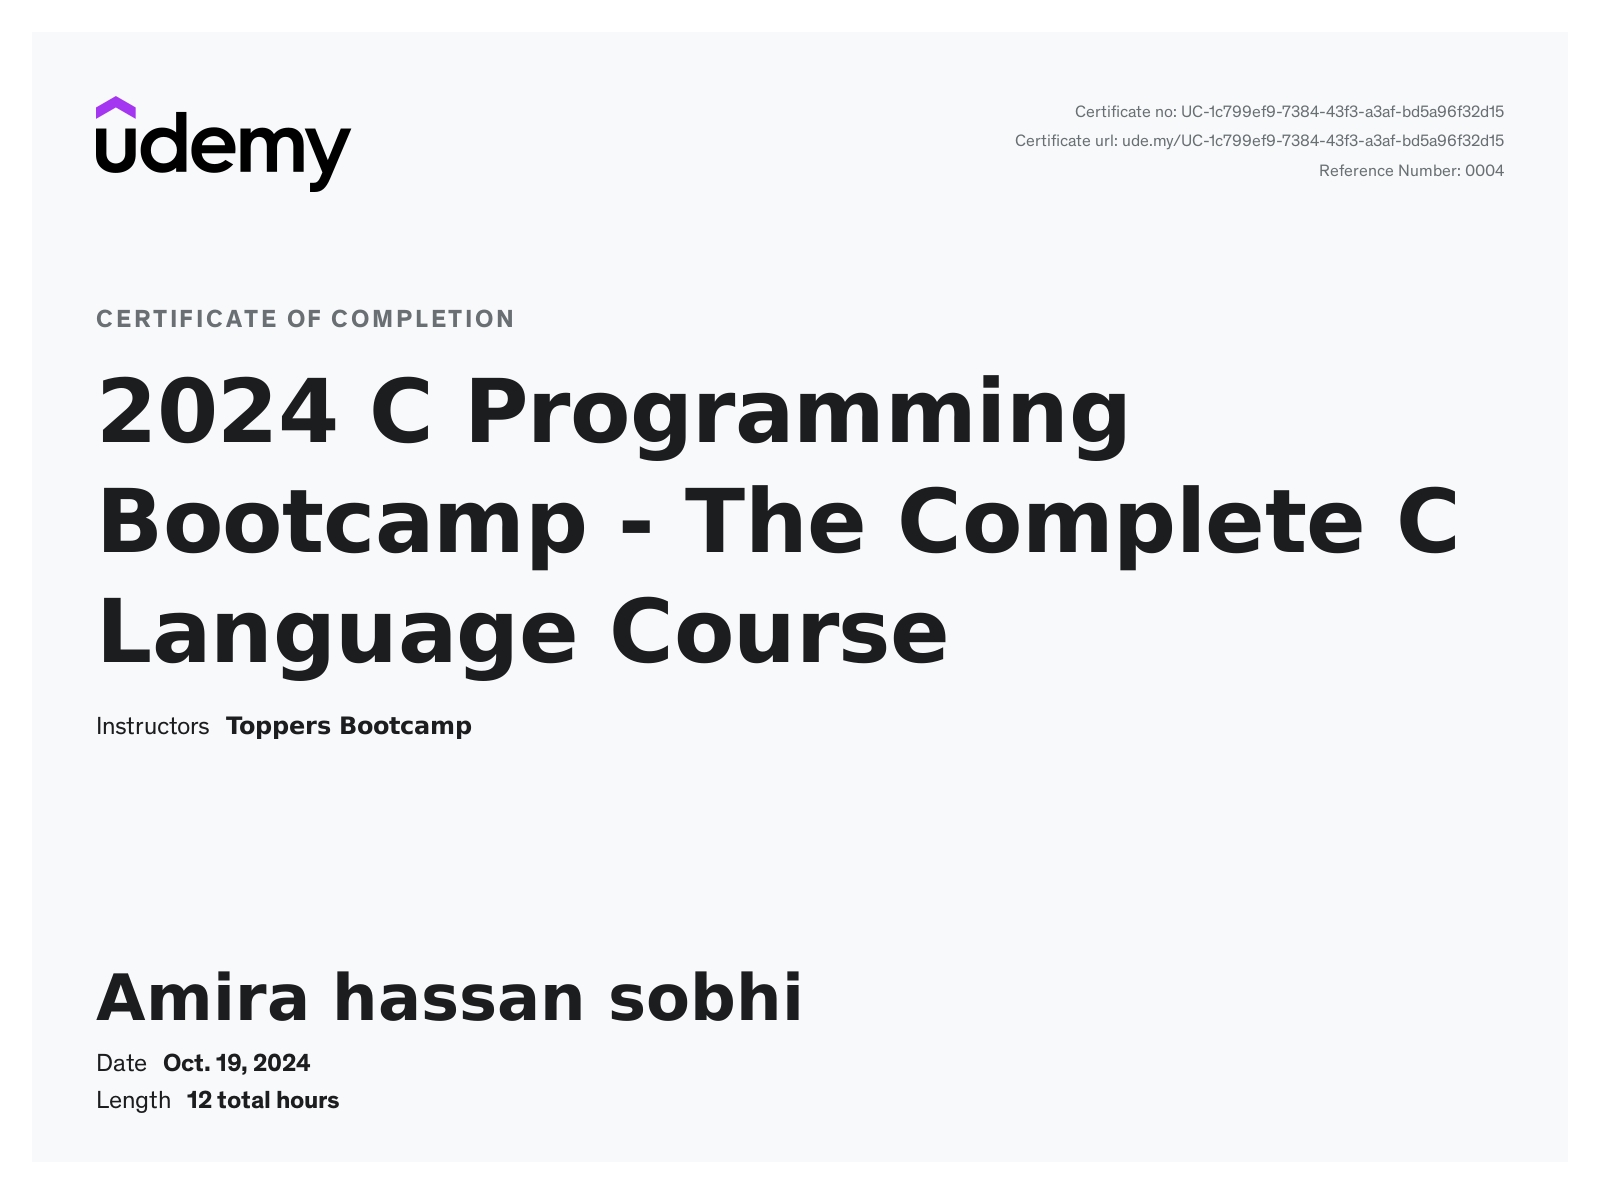 udemy
Certificate no: UC-1c799ef9-7384-43f3-a3af-bd5a96f32d15
Certificate url: ude.my/UC-1c799ef9-7384-43f3-a3af-bd5a96f32d15
Reference Number: 0004
CERTIFICATE OF COMPLETION
2024 C Programming
Bootcamp - The Complete C
Language Course
Instructors Toppers Bootcamp
Amira hassan sobhi
Date Oct. 19, 2024
Length 12 total hours